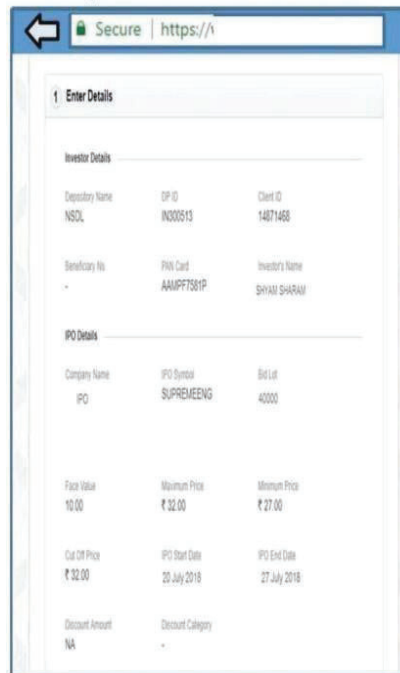 Secure | https://
1 Enter Details
Investor Details
Depository Name DP ID Client ID
NSDL IN300513 14871468
Beneficiary No PAN Card Investor's Name
- AAMPF7581P SHYAM SHARAM
IPO Details
Company Name IPO Symbol Bid Lot
IPO SUPREMEENG 40000
Face Value Maximum Price Minimum Price
10.00 ₹ 32.00 ₹ 27.00
Cut Off Price IPO Start Date IPO End Date
₹ 32.00 20 July 2018 27 July 2018
Discount Amount Discount Category
NA -